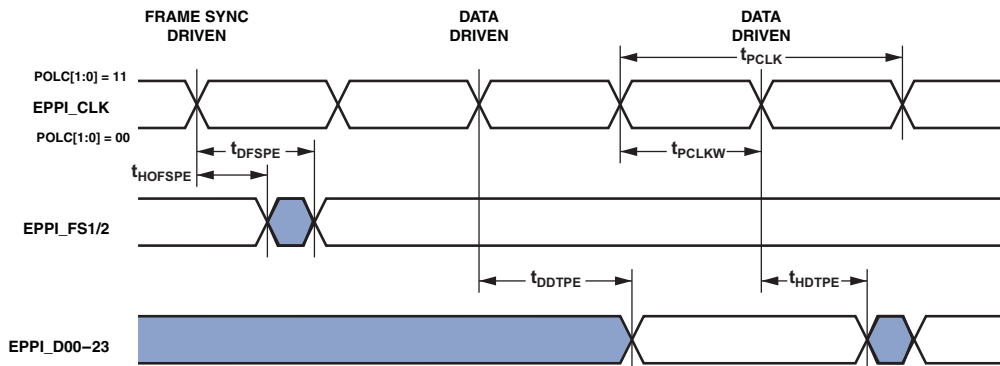 FRAME SYNC
DRIVEN
DATA
DRIVEN
DATA
DRIVEN
tPCLK
POLC[1:0] = 11
EPPI_CLK
POLC[1:0] = 00
tDFSPE
tPCLKW
tHOFSPE
EPPI_FS1/2
tDDTPE
tHDTPE
EPPI_D00–23